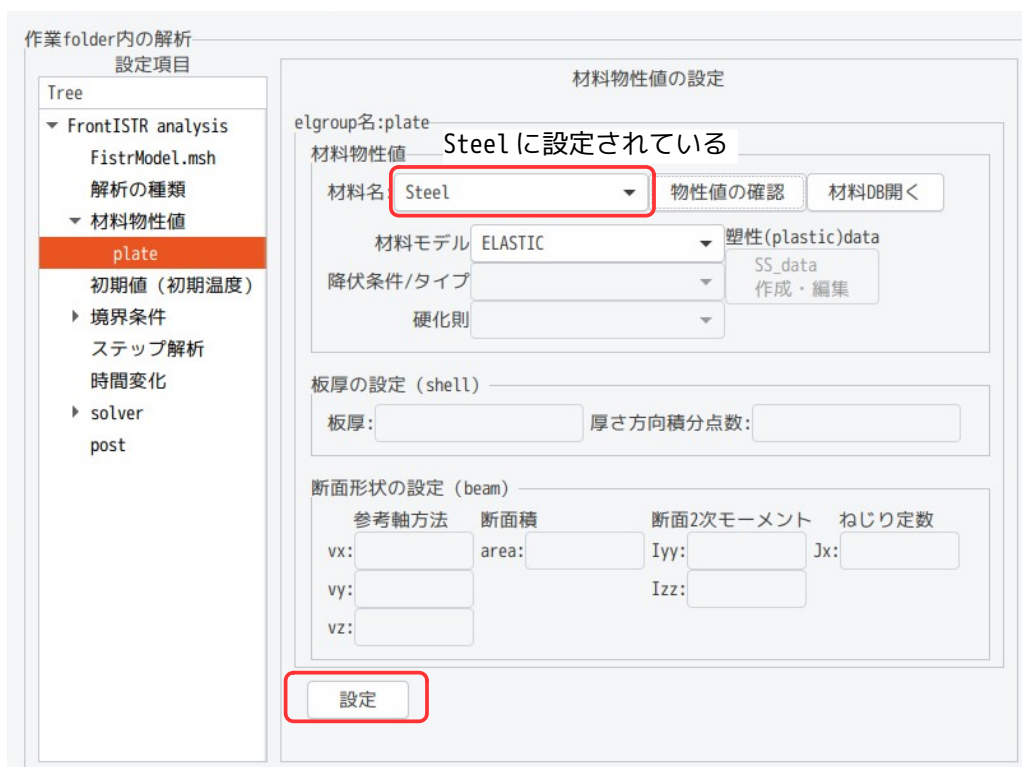 作業folder内の解析
設定項目
Tree
FrontISTR analysis
FistrModel.msh
解析の種類
材料物性値
plate
初期値（初期温度）
境界条件
ステップ解析
時間変化
solver
post
材料物性値の設定
elgroup名:plate
Steelに設定されている
材料物性値
材料名: Steel 物性値の確認 材料DB開く
材料モデル ELASTIC 塑性(plastic)data
降伏条件/タイプ SS_data
作成・編集
硬化則
板厚の設定（shell）
板厚: 厚さ方向積分点数:
断面形状の設定（beam）
参考軸方法 断面積 断面2次モーメント ねじり定数
vx: area: Iyy: Jx:
vy: Izz:
vz:
設定